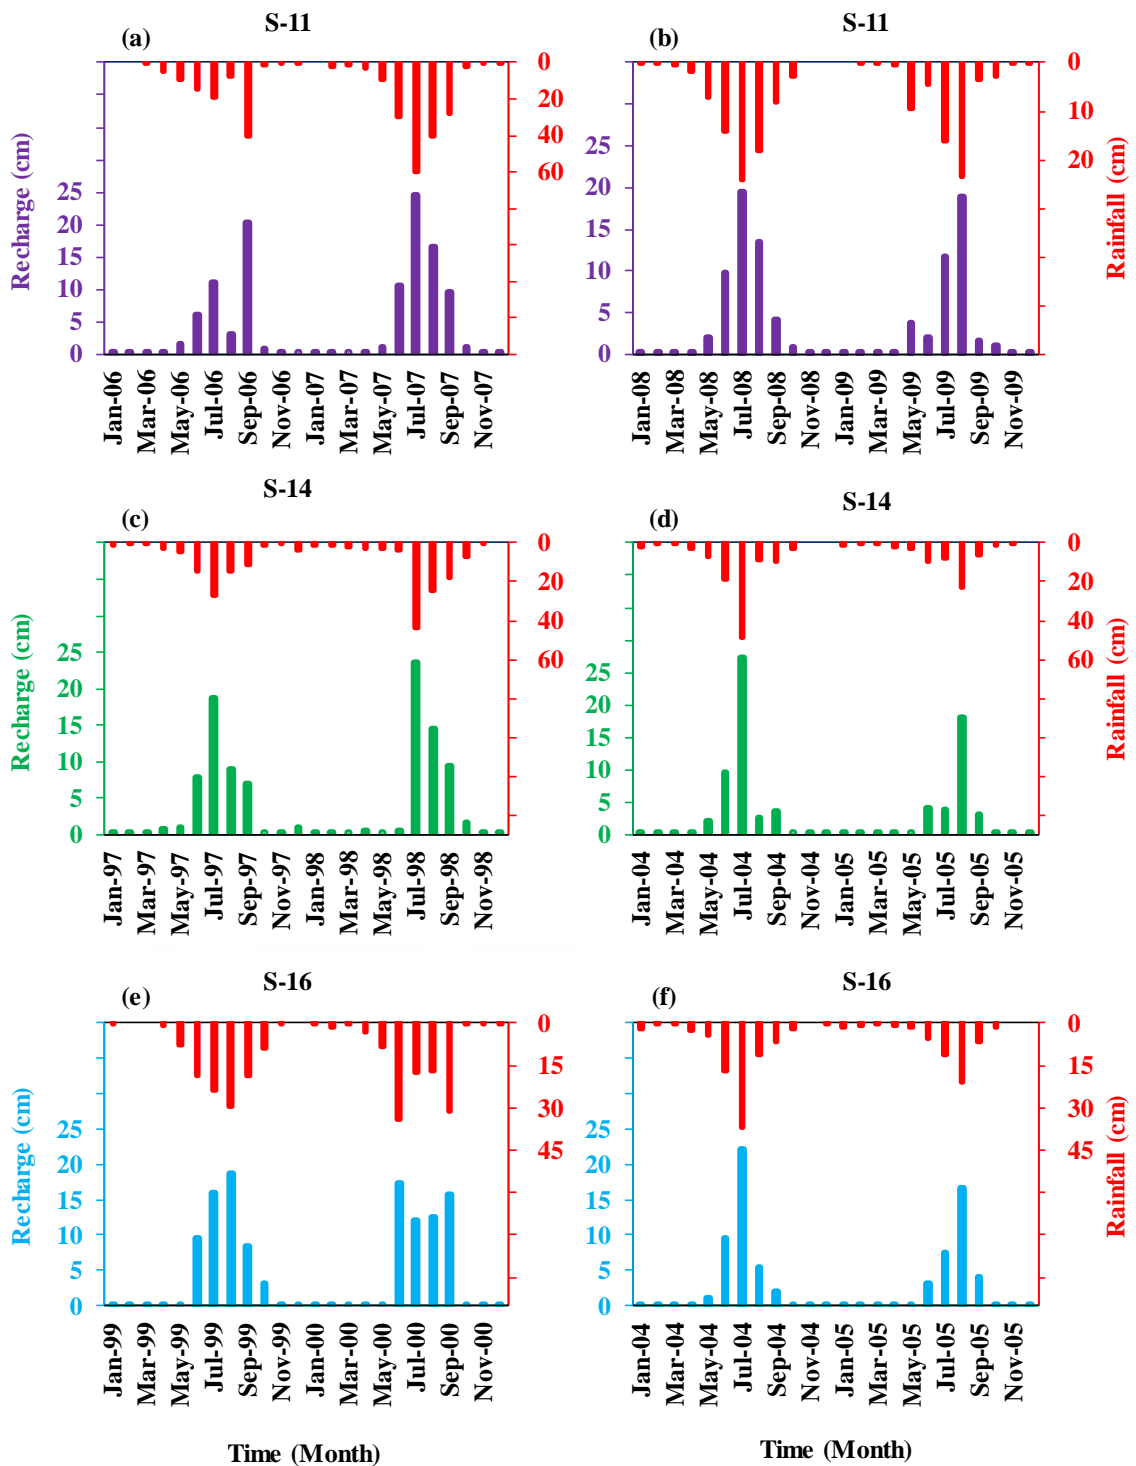 S-11
(a)
Recharge (cm)
25
20
15
10
5
0
0
20
40
60
Jan-06
Mar-06
May-06
Jul-06
Sep-06
Nov-06
Jan-07
Mar-07
May-07
Jul-07
Sep-07
Nov-07
S-11
(b)
25
20
15
10
5
0
0
10
20
Rainfall (cm)
Jan-08
Mar-08
May-08
Jul-08
Sep-08
Nov-08
Jan-09
Mar-09
May-09
Jul-09
Sep-09
Nov-09
S-14
(c)
Recharge (cm)
25
20
15
10
5
0
0
20
40
60
Jan-97
Mar-97
May-97
Jul-97
Sep-97
Nov-97
Jan-98
Mar-98
May-98
Jul-98
Sep-98
Nov-98
S-14
(d)
25
20
15
10
5
0
0
20
40
60
Rainfall (cm)
Jan-04
Mar-04
May-04
Jul-04
Sep-04
Nov-04
Jan-05
Mar-05
May-05
Jul-05
Sep-05
Nov-05
S-16
(e)
Recharge (cm)
25
20
15
10
5
0
0
15
30
45
Jan-99
Mar-99
May-99
Jul-99
Sep-99
Nov-99
Jan-00
Mar-00
May-00
Jul-00
Sep-00
Nov-00
Time (Month)
S-16
(f)
25
20
15
10
5
0
0
15
30
45
Rainfall (cm)
Jan-04
Mar-04
May-04
Jul-04
Sep-04
Nov-04
Jan-05
Mar-05
May-05
Jul-05
Sep-05
Nov-05
Time (Month)